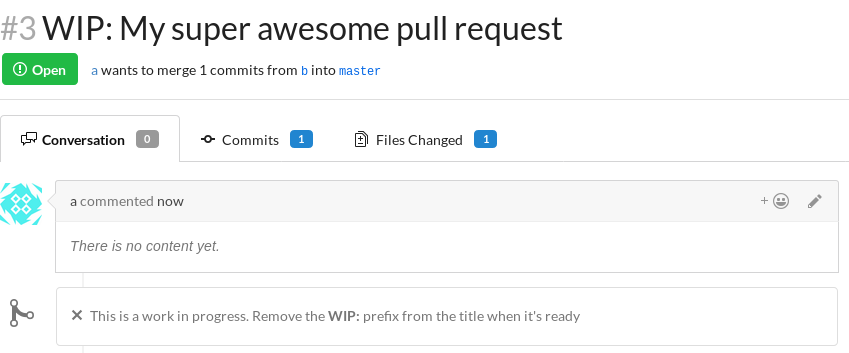 #3 WIP: My super awesome pull request
Open a wants to merge 1 commits from b into master
Conversation 0 Commits 1 Files Changed 1
a commented now +
There is no content yet.
This is a work in progress. Remove the WIP: prefix from the title when it's ready